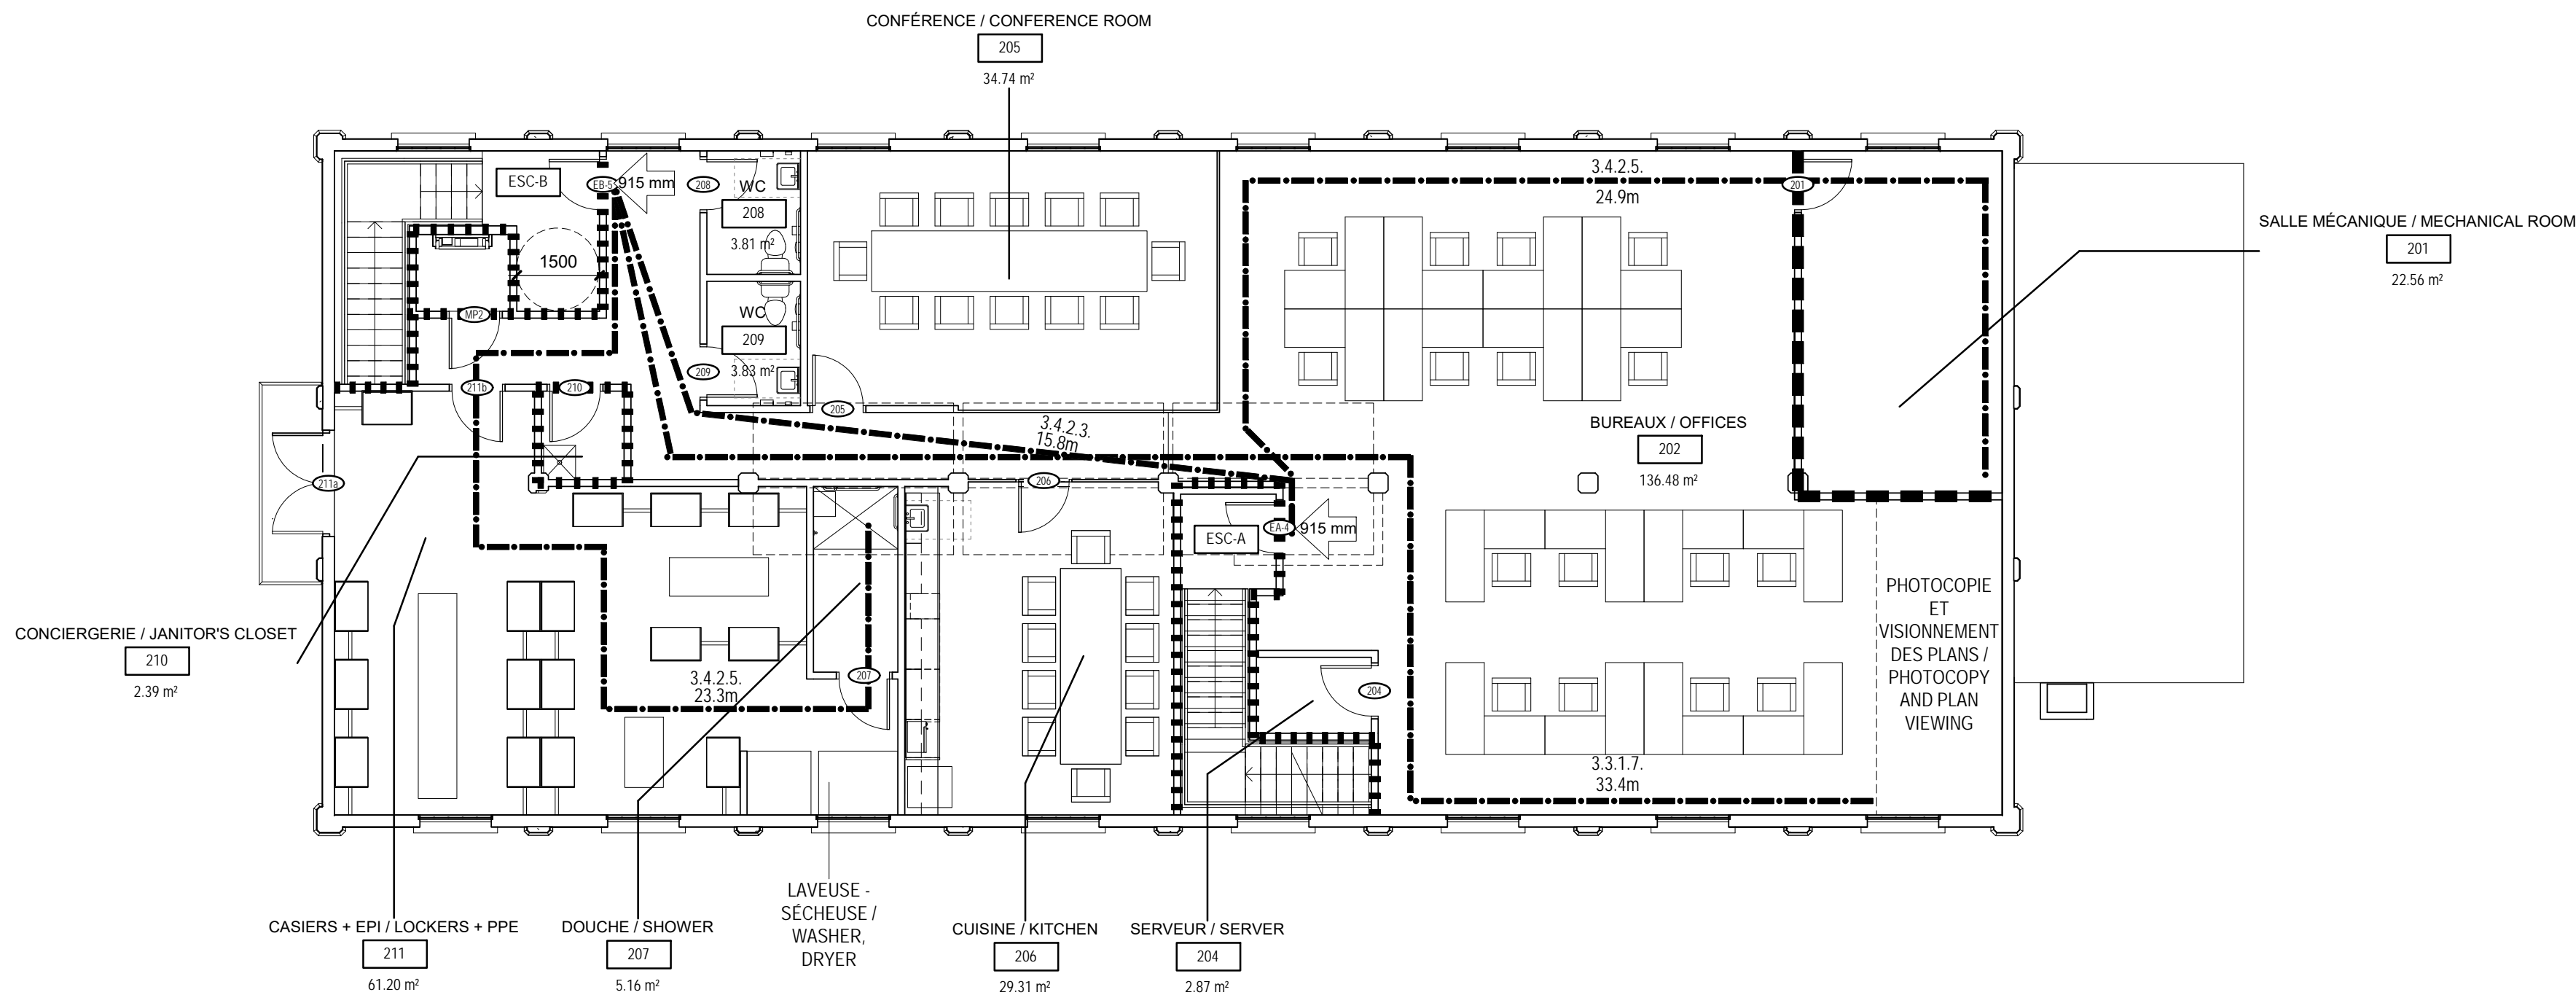 CONFÉRENCE / CONFERENCE ROOM
205
34.74 m²
ESC-B
EB-5
915 mm
208
WC
208
3.81 m²
3.4.2.5.
24.9m
201
SALLE MÉCANIQUE / MECHANICAL ROOM
201
22.56 m²
1500
MP2
WC
209
209
3.83 m²
211b
210
205
3.4.2.3.
15.8m
BUREAUX / OFFICES
202
136.48 m²
211a
206
ESC-A
EA-4
915 mm
PHOTOCOPIE
ET
VISIONNEMENT
DES PLANS /
PHOTOCOPY
AND PLAN
VIEWING
CONCIERGERIE / JANITOR'S CLOSET
210
2.39 m²
3.4.2.5.
23.3m
207
204
3.3.1.7.
33.4m
LAVEUSE -
SÉCHEUSE /
WASHER,
DRYER
CASIERS + EPI / LOCKERS + PPE
211
61.20 m²
DOUCHE / SHOWER
207
5.16 m²
CUISINE / KITCHEN
206
29.31 m²
SERVEUR / SERVER
204
2.87 m²